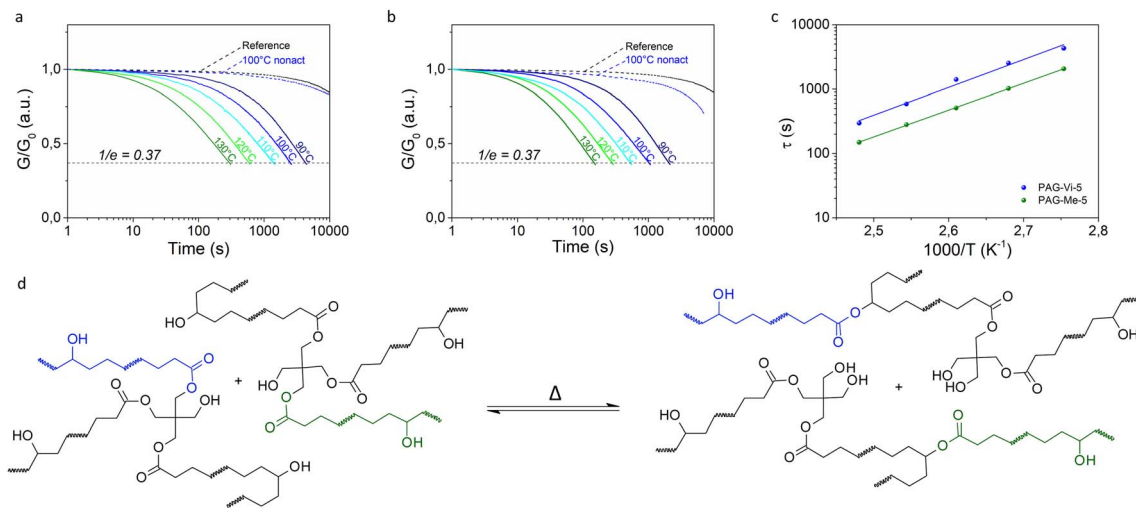 a
Reference
100°C nonact
1,0
0,5
0,0
G/G0 (a.u.)
1/e = 0.37
130°C
120°C
110°C
100°C
90°C
1
10
100
1000
10000
Time (s)
b
Reference
100°C nonact
1,0
0,5
0,0
G/G0 (a.u.)
1/e = 0.37
130°C
120°C
110°C
100°C
90°C
1
10
100
1000
10000
Time (s)
c
10000
1000
100
10
τ (s)
PAG-Vi-5
PAG-Me-5
2,5
2,6
2,7
2,8
1000/T (K-1)
d
HO
O
O
OH
O
O
OH
HO
O
O
+
O
O
OH
O
O
OH
O
O
OH
Δ
OH
O
O
O
O
HO
OH
O
O
OH
+
HO
O
O
OH
OH
O
O
O
O
OH